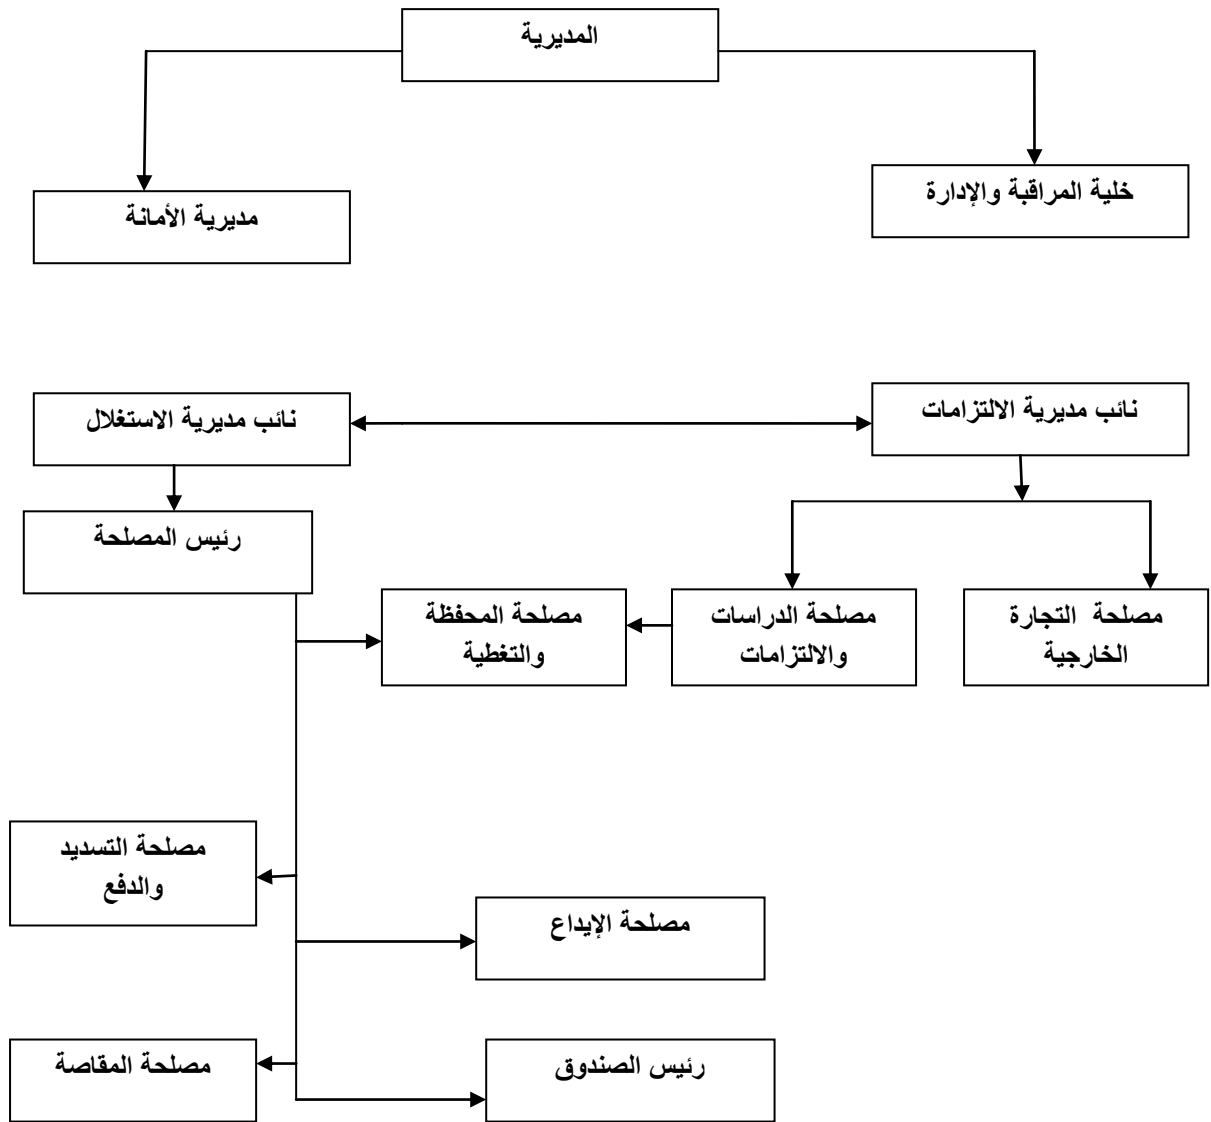 المديرية
خلية المراقبة والإدارة
مديرية الأمانة
نائب مديرية الالتزامات
نائب مديرية الاستغلال
رئيس المصلحة
مصلحة التجارة
الخارجية
مصلحة الدراسات
والالتزامات
مصلحة المحفظة
والتغطية
مصلحة التسديد
والدفع
مصلحة الإيداع
رئيس الصندوق
مصلحة المقاصة